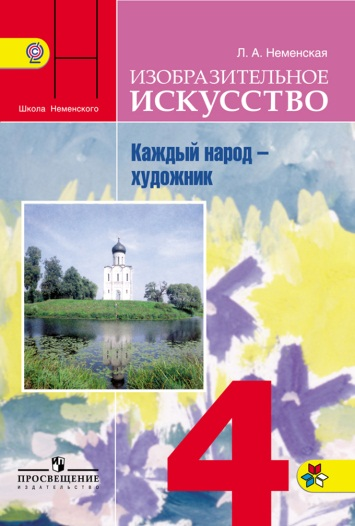 Л. А. Неменская
Школа Неменского
ИЗОБРАЗИТЕЛЬНОЕ
ИСКУССТВО
Каждый народ –
художник
4
ПРОСВЕЩЕНИЕ
ИЗДАТЕЛЬСТВО